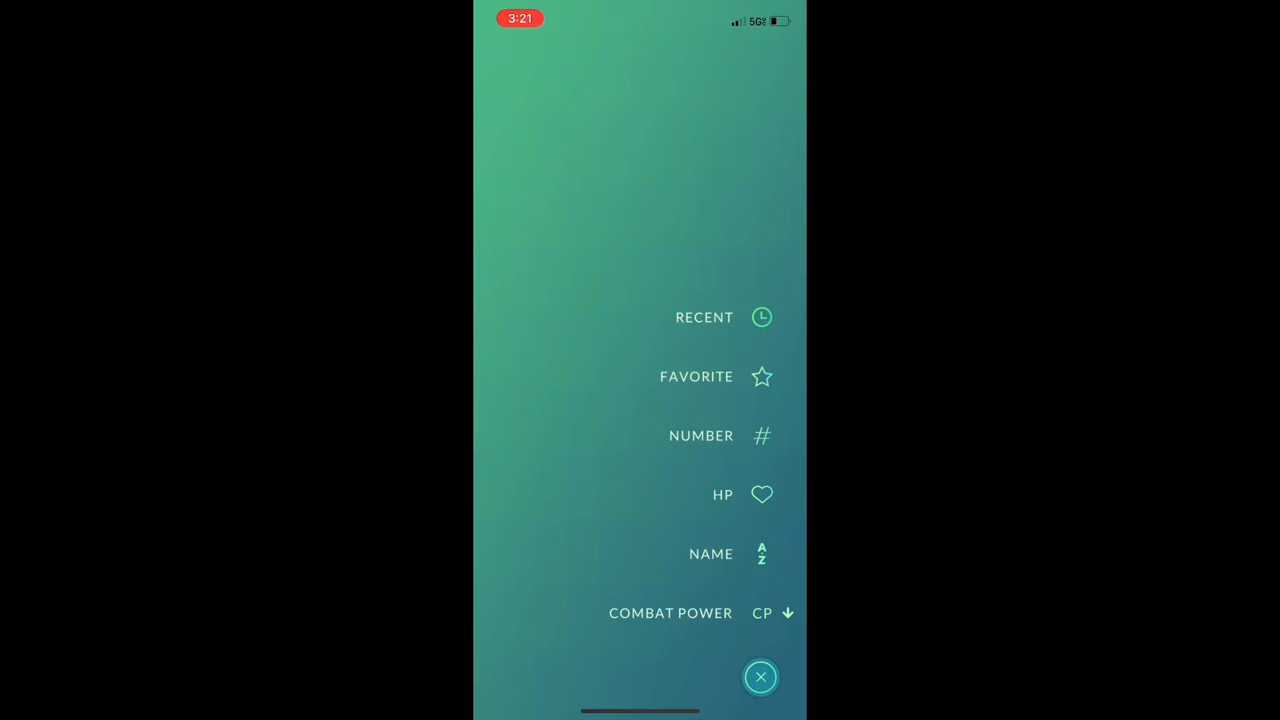 3:21
5G
RECENT
FAVORITE
NUMBER
HP
NAME
A
Z
COMBAT POWER CP